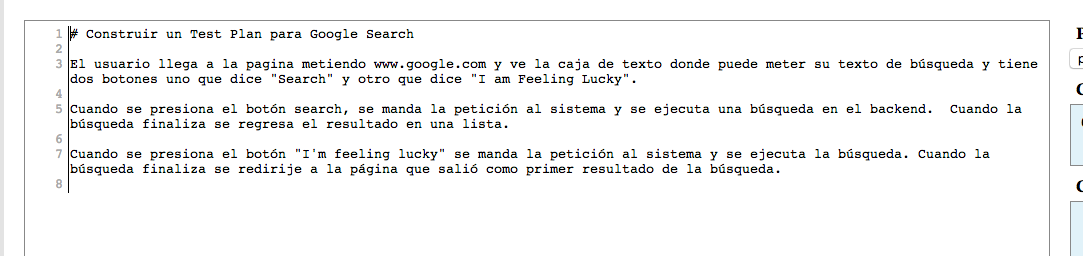 1 # Construir un Test Plan para Google Search
2
3 El usuario llega a la pagina metiendo www.google.com y ve la caja de texto donde puede meter su texto de búsqueda y tiene
dos botones uno que dice "Search" y otro que dice "I am Feeling Lucky".
4
5 Cuando se presiona el botón search, se manda la petición al sistema y se ejecuta una búsqueda en el backend.  Cuando la
búsqueda finaliza se regresa el resultado en una lista.
6
7 Cuando se presiona el botón "I'm feeling lucky" se manda la petición al sistema y se ejecuta la búsqueda. Cuando la
búsqueda finaliza se redirije a la página que salió como primer resultado de la búsqueda.
8